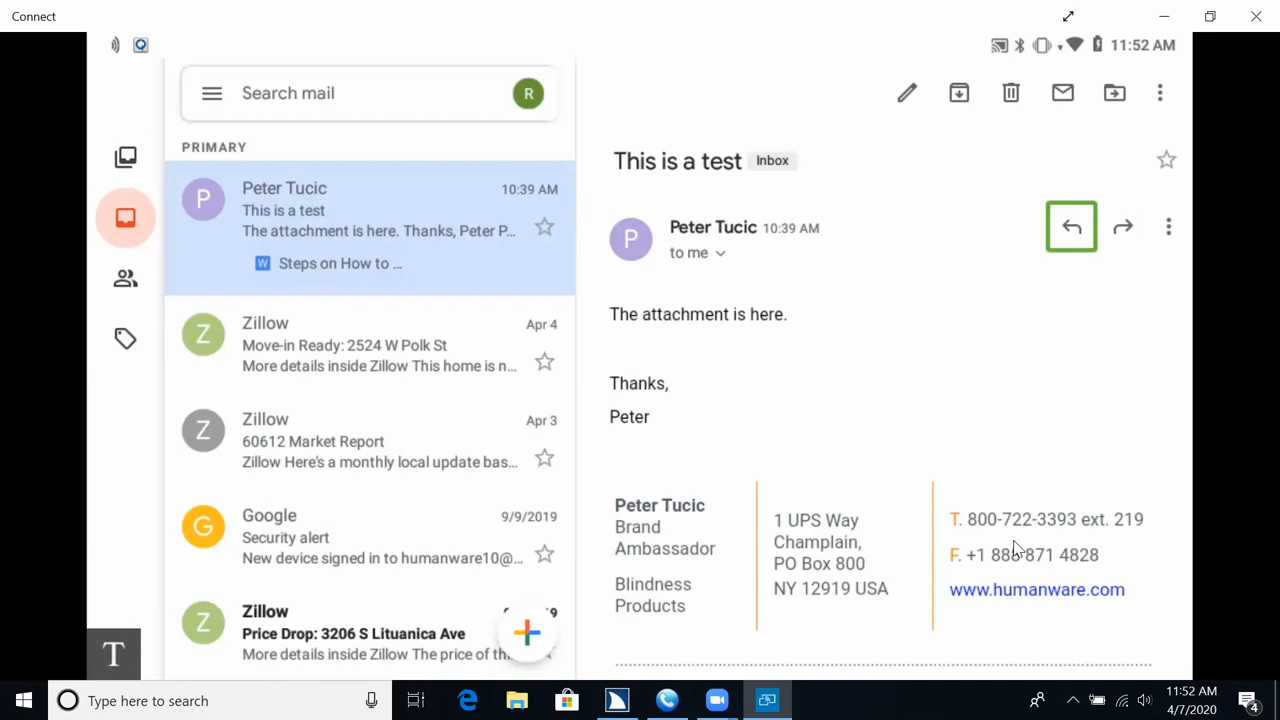 Connect
11:52 AM
Search mail
R
PRIMARY
P
Peter Tucic
10:39 AM
This is a test
The attachment is here. Thanks, Peter P...
W
Steps on How to ...
Z
Zillow
Apr 4
Move-in Ready: 2524 W Polk St
More details inside Zillow This home is n...
Z
Zillow
Apr 3
60612 Market Report
Zillow Here's a monthly local update bas...
G
Google
9/9/2019
Security alert
New device signed in to humanware10@...
Z
Zillow
Price Drop: 3206 S Lituanica Ave
More details inside Zillow The price of
T
This is a test
Inbox
P
Peter Tucic 10:39 AM
to me
The attachment is here.
Thanks,
Peter
Peter Tucic
Brand
Ambassador
Blindness
Products
1 UPS Way
Champlain,
PO Box 800
NY 12919 USA
T. 800-722-3393 ext. 219
F. +1 888 871 4828
www.humanware.com
Type here to search
11:52 AM
4/7/2020
4